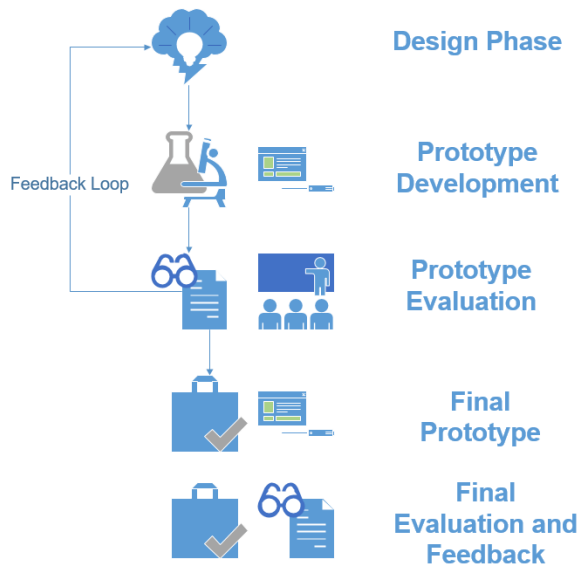 Design Phase
Prototype
Development
Feedback Loop
Prototype
Evaluation
Final
Prototype
Final
Evaluation and
Feedback